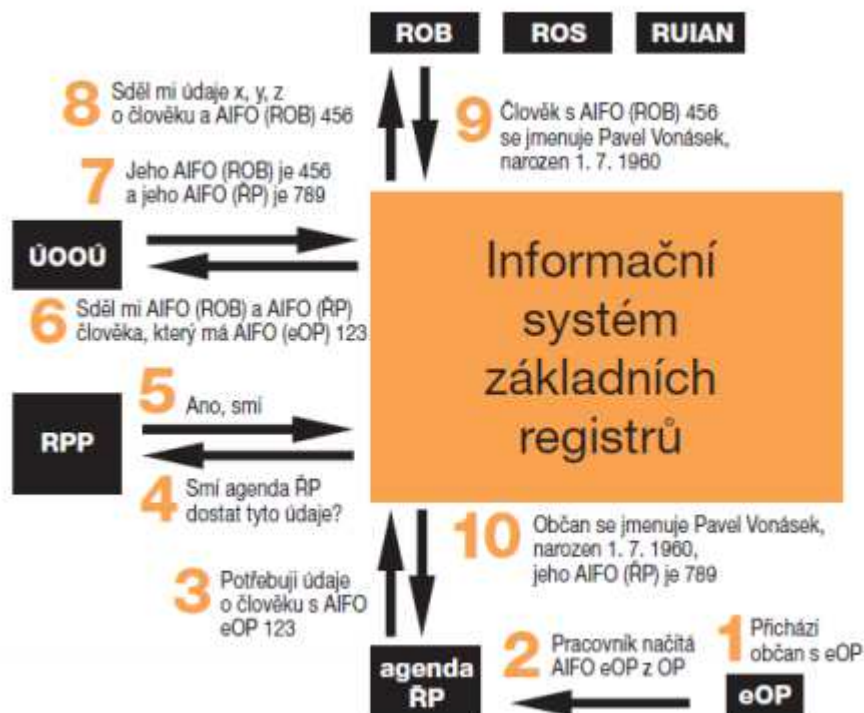 ROB
ROS
RUIAN
8 Sděl mi údaje x, y, z
o člověku a AIFO (ROB) 456
9 Člověk s AIFO (ROB) 456
se jmenuje Pavel Vonásek,
narozen 1. 7. 1960
7 Jeho AIFO (ROB) je 456
a jeho AIFO (ŘP) je 789
ÚOOÚ
6 Sděl mi AIFO (ROB) a AIFO (ŘP)
člověka, který má AIFO (eOP) 123
Informační
systém
základních
registrů
5 Ano, smí
RPP
4 Smí agenda ŘP
dostat tyto údaje?
3 Potřebuji údaje
o člověku s AIFO
eOP 123
10 Občan se jmenuje Pavel Vonásek,
narozen 1. 7. 1960,
jeho AIFO (ŘP) je 789
agenda
ŘP
2 Pracovník načítá
AIFO eOP z OP
1 Přichází
občan s eOP
eOP